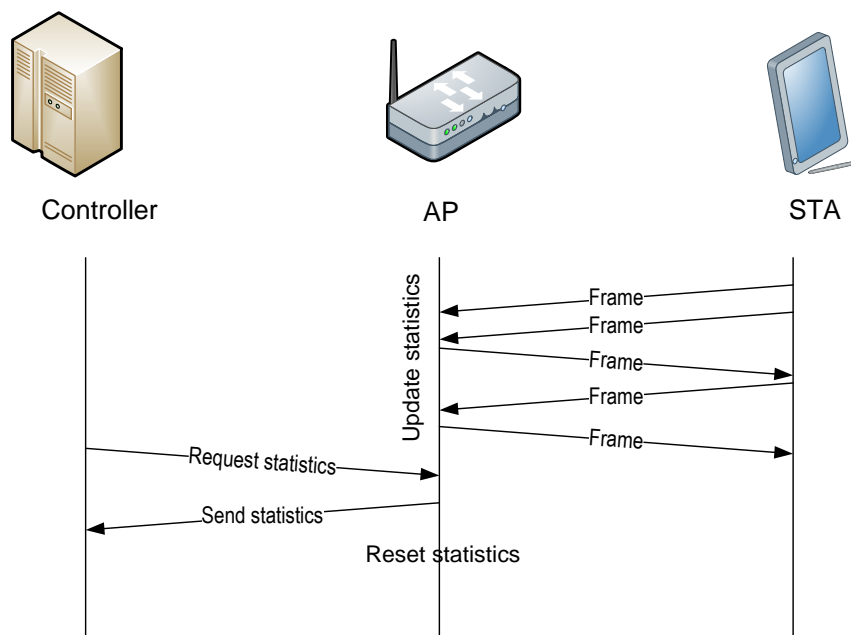 Controller
AP
STA
Update statistics
Frame
Frame
Frame
Frame
Frame
Request statistics
Send statistics
Reset statistics